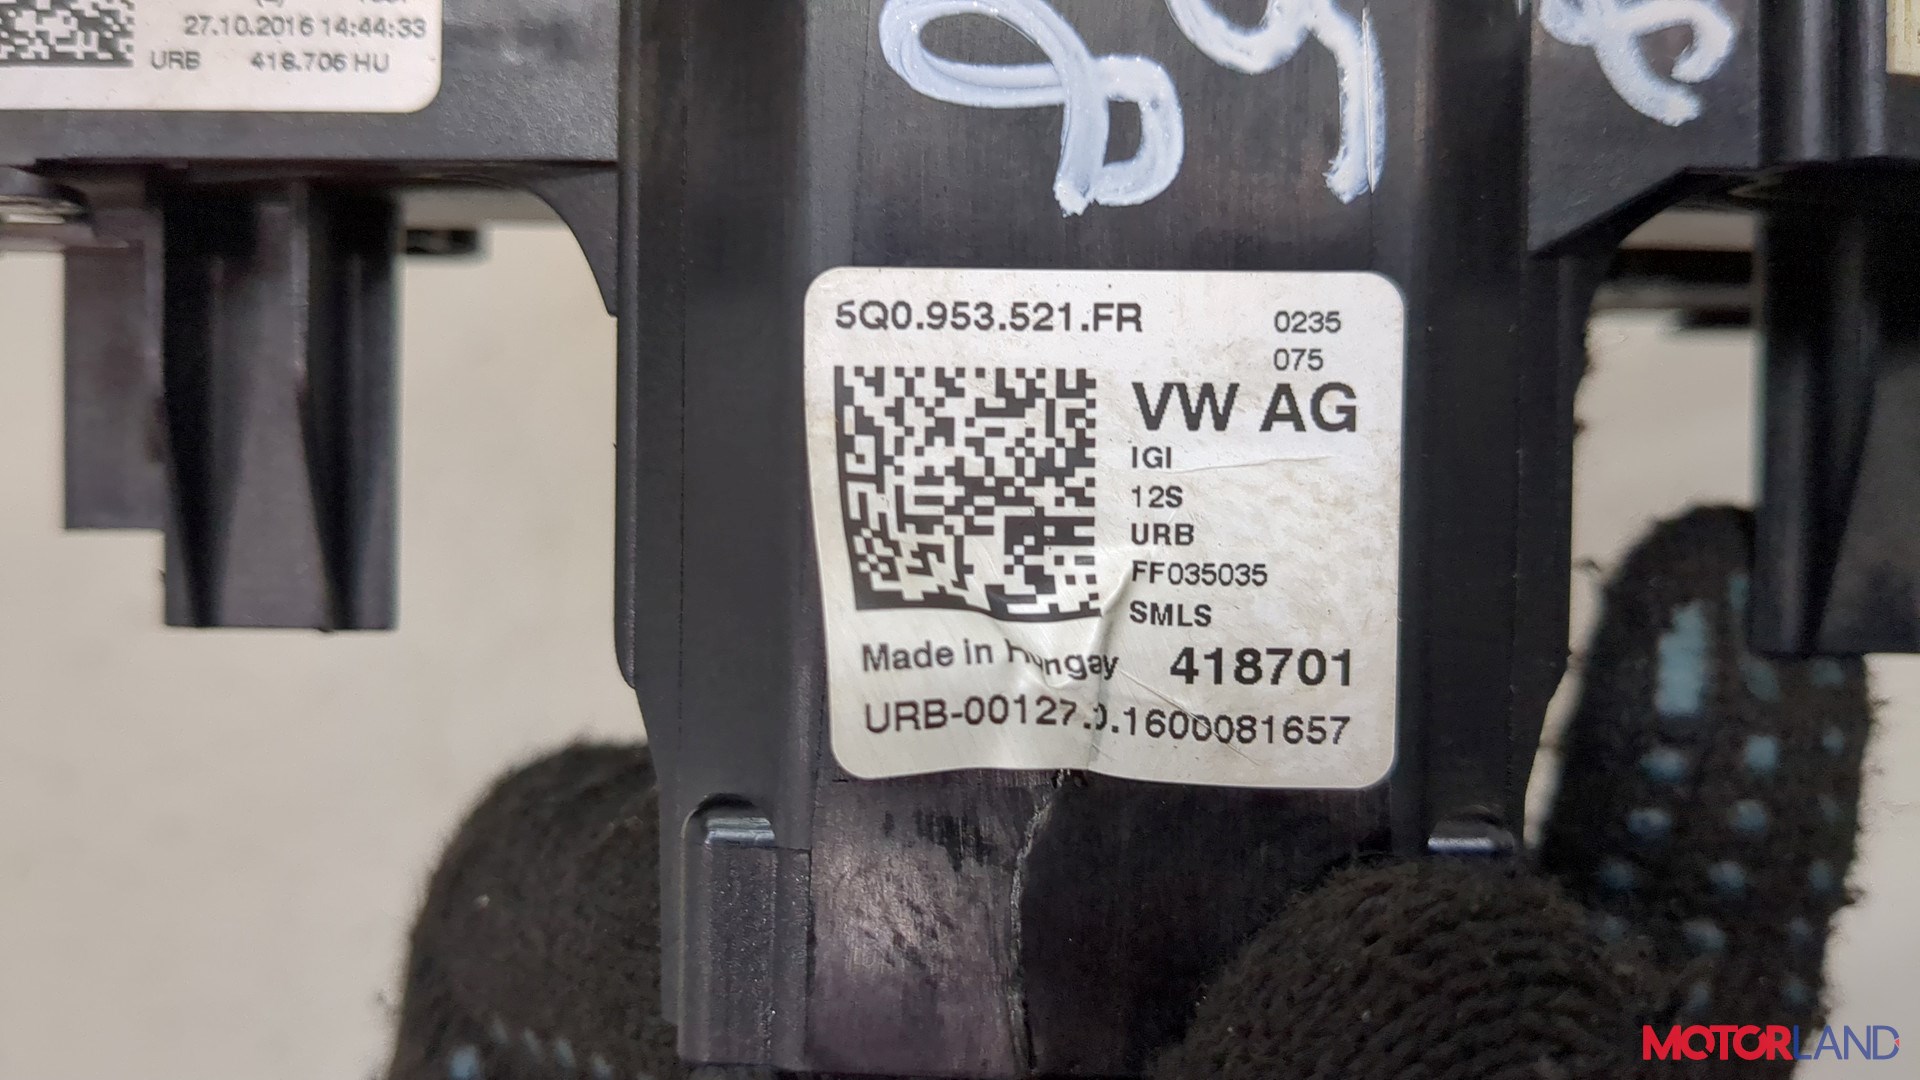 27.10.2016 14:44:33
URB 418.706 HU
5Q0.953.521.FR
0235
075
VW AG
IGI
12S
URB
FF035035
SMLS
Made in Hungay 418701
URB-00127.0.1600081657
MOTORLAND